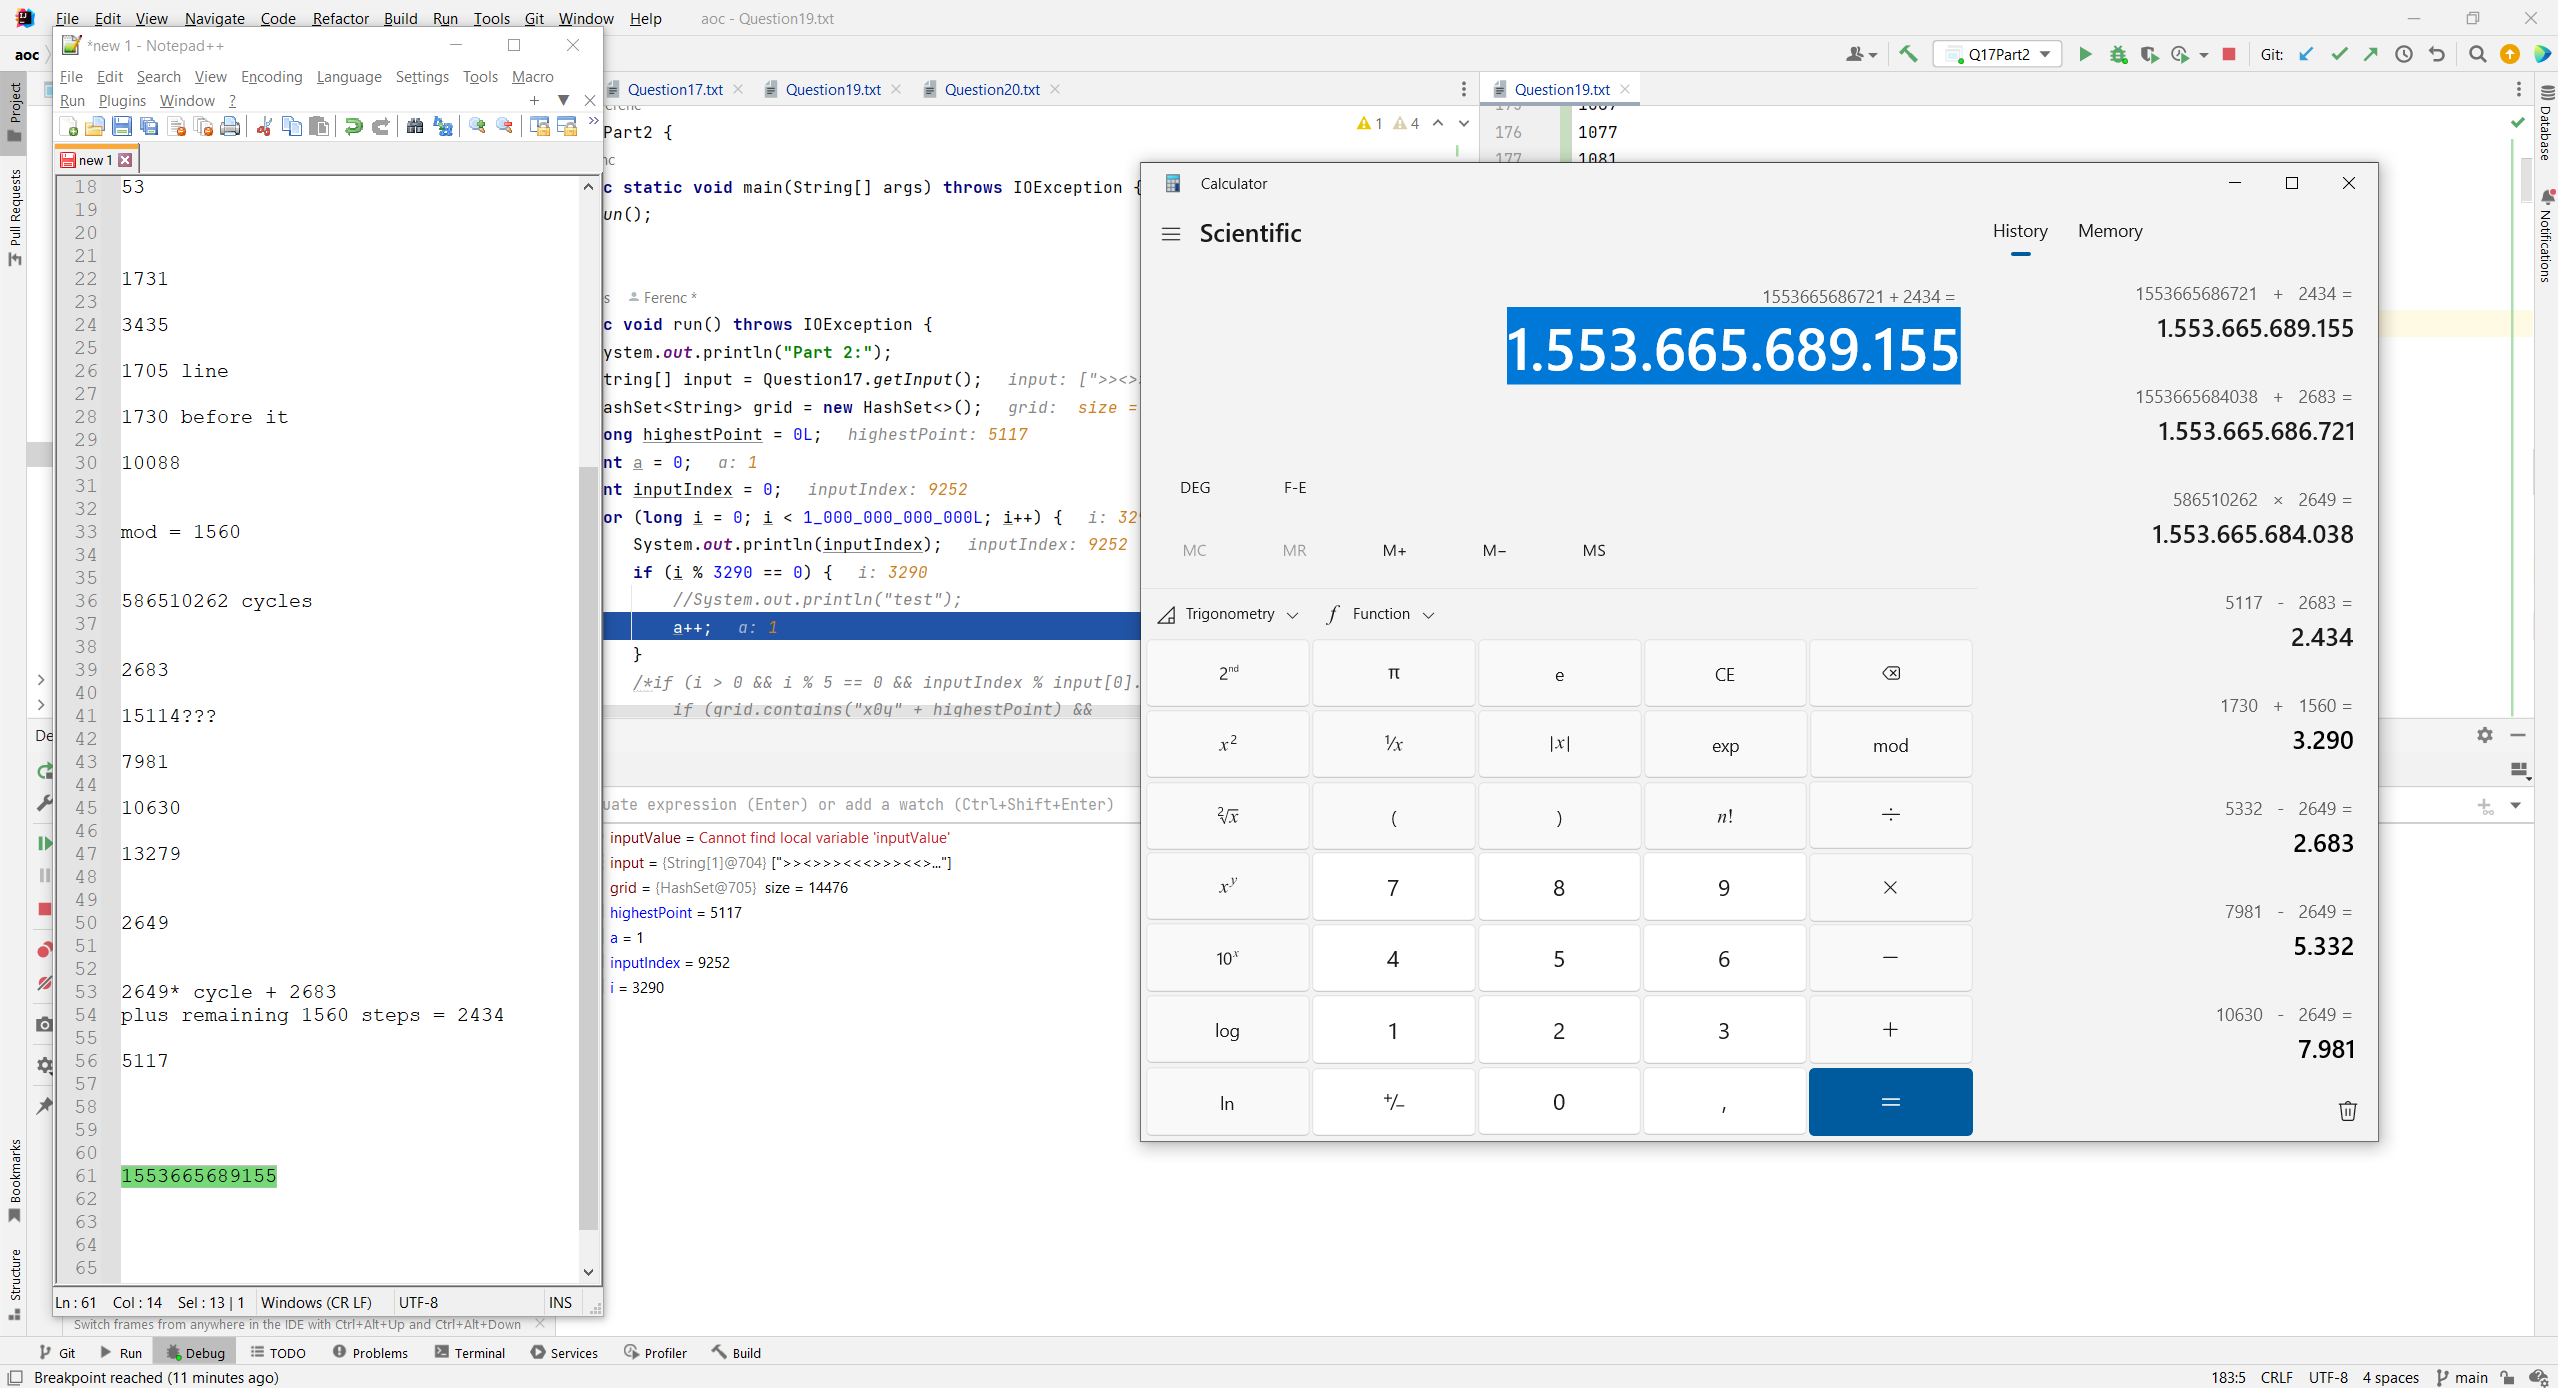 File Edit View Navigate Code Refactor Build Run Tools Git Window Help aoc - Question19.txt
aoc
Q17Part2
Git:
*new 1 - Notepad++
File Edit Search View Encoding Language Settings Tools Macro
Run Plugins Window ?
new 1
18 53
19
20
21
22 1731
23
24 3435
25
26 1705 line
27
28 1730 before it
29
30 10088
31
32
33 mod = 1560
34
35
36 586510262 cycles
37
38
39 2683
40
41 15114???
42
43 7981
44
45 10630
46
47 13279
48
49
50 2649
51
52
53 2649* cycle + 2683
54 plus remaining 1560 steps = 2434
55
56 5117
57
58
59
60
61 1553665689155
62
63
64
65
Ln : 61 Col : 14 Sel : 13 | 1 Windows (CR LF) UTF-8 INS
Project
Pull Requests
Bookmarks
Structure
Question17.txt Question19.txt Question20.txt
1 4
Part2 {
c static void main(String[] args) throws IOException {
un();
s Ferenc *
c void run() throws IOException {
ystem.out.println("Part 2:");
tring[] input = Question17.getInput(); input: [">><>
ashSet<String> grid = new HashSet<>(); grid: size =
ong highestPoint = 0L; highestPoint: 5117
nt a = 0; a: 1
nt inputIndex = 0; inputIndex: 9252
or (long i = 0; i < 1_000_000_000_000L; i++) { i: 329
System.out.println(inputIndex); inputIndex: 9252
if (i % 3290 == 0) { i: 3290
//System.out.println("test");
a++; a: 1
}
/*if (i > 0 && i % 5 == 0 && inputIndex % input[0].
if (grid.contains("x0y" + highestPoint) &&
De
uate expression (Enter) or add a watch (Ctrl+Shift+Enter)
inputValue = Cannot find local variable 'inputValue'
input = {String[1]@704} [">><>>><<<>>><<>..."]
grid = {HashSet@705} size = 14476
highestPoint = 5117
a = 1
inputIndex = 9252
i = 3290
Question19.txt
176 1077
177 1081
Database
Notifications
Calculator
Scientific
1553665686721 + 2434 =
1.553.665.689.155
DEG F-E
MC MR M+ M− MS
Trigonometry Function
2nd π e CE
x2 1/x |x| exp mod
2√x ( ) n! ÷
xy 7 8 9 ×
10x 4 5 6 −
log 1 2 3 +
ln +/− 0 , =
History Memory
1553665686721 + 2434 =
1.553.665.689.155
1553665684038 + 2683 =
1.553.665.686.721
586510262 × 2649 =
1.553.665.684.038
5117 - 2683 =
2.434
1730 + 1560 =
3.290
5332 - 2649 =
2.683
7981 - 2649 =
5.332
10630 - 2649 =
7.981
Switch frames from anywhere in the IDE with Ctrl+Alt+Up and Ctrl+Alt+Down
Git Run Debug TODO Problems Terminal Services Profiler Build
Breakpoint reached (11 minutes ago)
183:5 CRLF UTF-8 4 spaces main